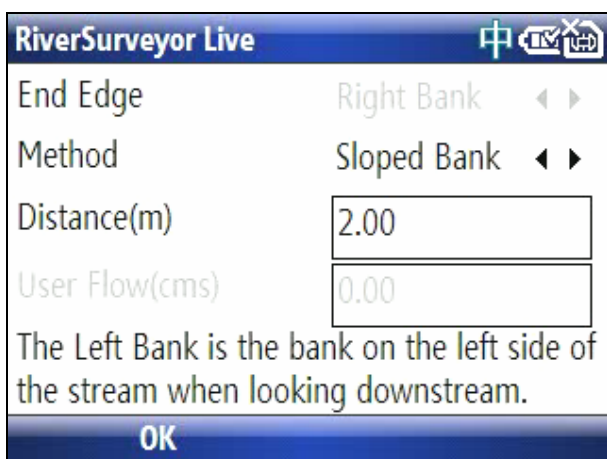 RiverSurveyor Live 中
End Edge Right Bank
Method Sloped Bank
Distance(m) 2.00
User Flow(cms) 0.00
The Left Bank is the bank on the left side of
the stream when looking downstream.
OK